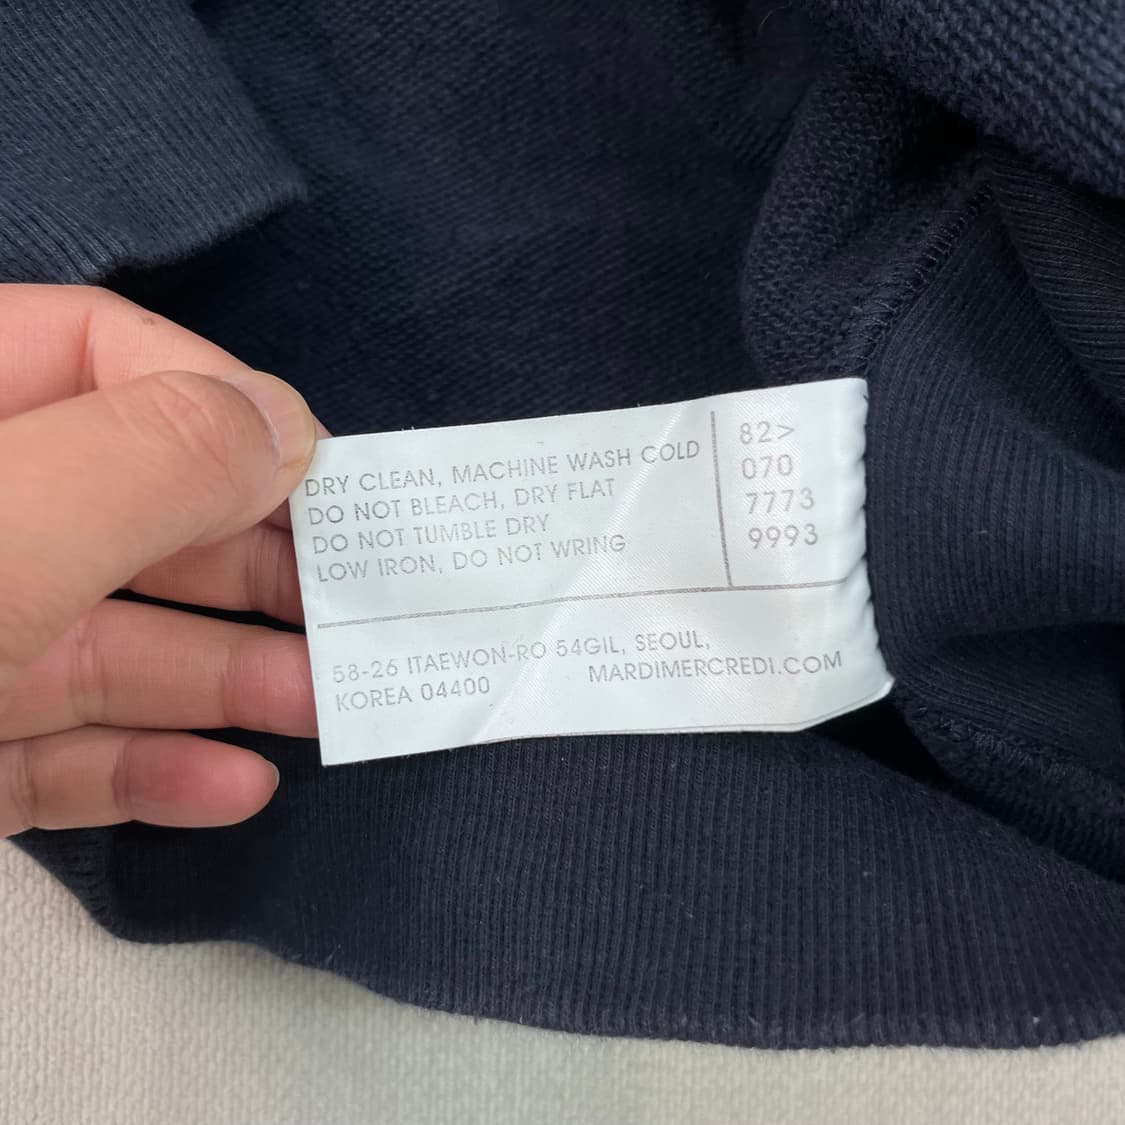 DRY CLEAN, MACHINE WASH COLD
DO NOT BLEACH, DRY FLAT
DO NOT TUMBLE DRY
LOW IRON, DO NOT WRING
82>
070
7773
9993
58-26 ITAEWON-RO 54GIL, SEOUL,
KOREA 04400
MARDIMERCREDI.COM